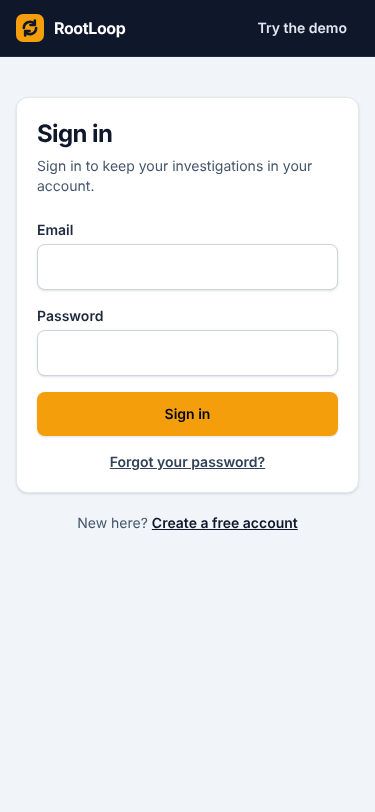 RootLoop
Try the demo
Sign in
Sign in to keep your investigations in your
account.
Email
Password
Sign in
Forgot your password?
New here? Create a free account